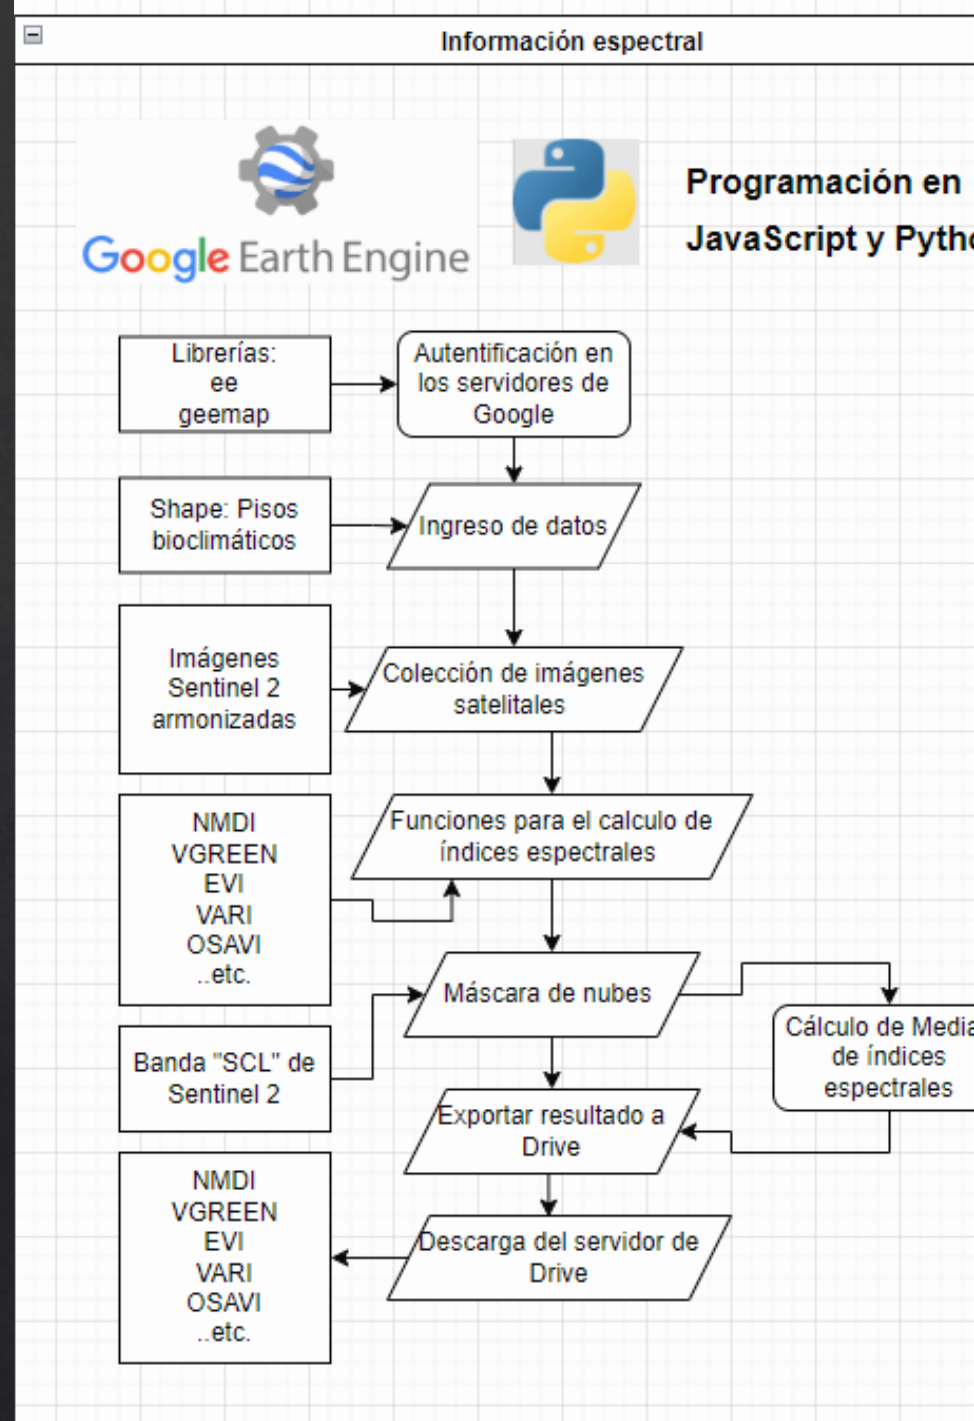 Información espectral
Google Earth Engine
Programación en
JavaScript y
Librerías:
ee
geemap
Autentificación en
los servidores de
Google
Shape: Pisos
bioclimáticos
Ingreso de datos
Imágenes
Sentinel 2
armonizadas
Colección de imágenes
satelitales
NMDI
VGREEN
EVI
VARI
OSAVI
..etc.
Funciones para el calculo de
índices espectrales
Máscara de nubes
Banda "SCL" de
Sentinel 2
Cálculo de Media
de índices
espectrales
Exportar resultado a
Drive
NMDI
VGREEN
EVI
VARI
OSAVI
..etc.
Descarga del servidor de
Drive